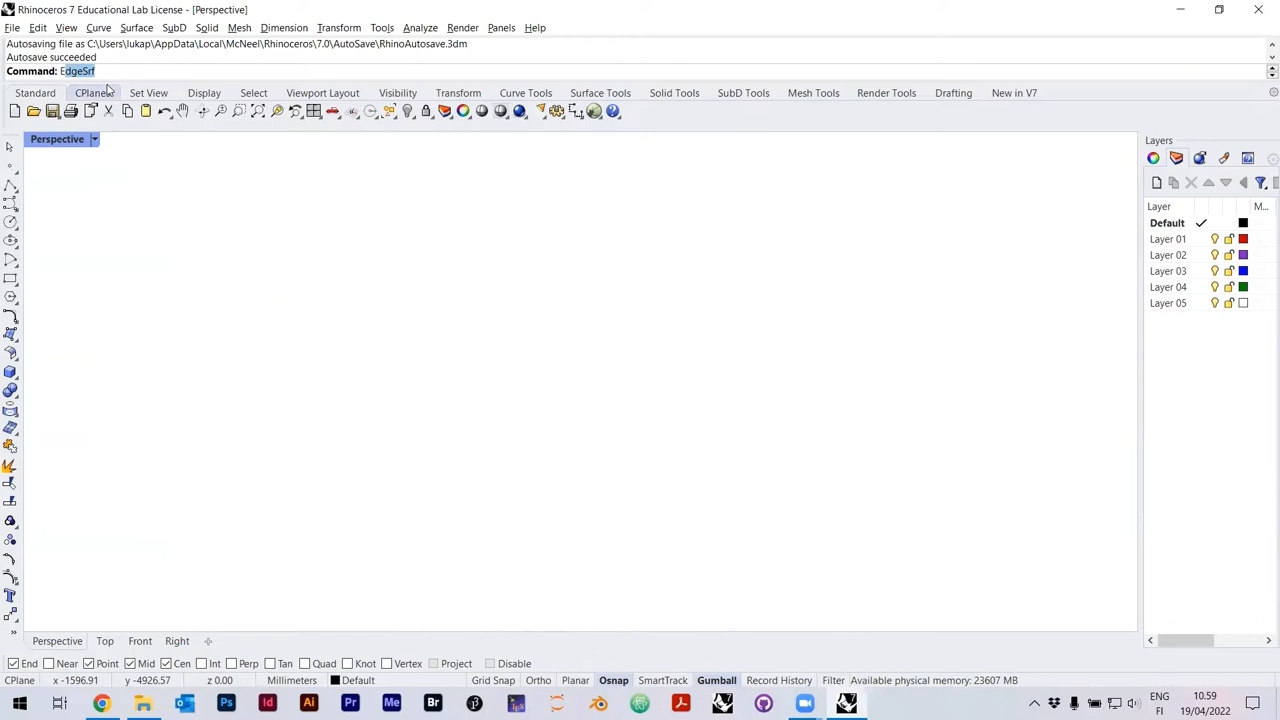 Rhinoceros 7 Educational Lab License - [Perspective]
File Edit View Curve Surface SubD Solid Mesh Dimension Transform Tools Analyze Render Panels Help
Autosaving file as C:\Users\lukap\AppData\Local\McNeel\Rhinoceros\7.0\AutoSave\RhinoAutosave.3dm
Autosave succeeded
Command: EdgeSrf
Standard CPlanes Set View Display Select Viewport Layout Visibility Transform Curve Tools Surface Tools Solid Tools SubD Tools Mesh Tools Render Tools Drafting New in V7
Perspective
Layers
Layer M...
Default
Layer 01
Layer 02
Layer 03
Layer 04
Layer 05
Perspective Top Front Right
End Near Point Mid Cen Int Perp Tan Quad Knot Vertex Project Disable
CPlane x -1596.91 y -4926.57 z 0.00 Millimeters Default Grid Snap Ortho Planar Osnap SmartTrack Gumball Record History Filter Available physical memory: 23607 MB
Ps Id Ai Pr Me Br
ENG 10.59
FI 19/04/2022